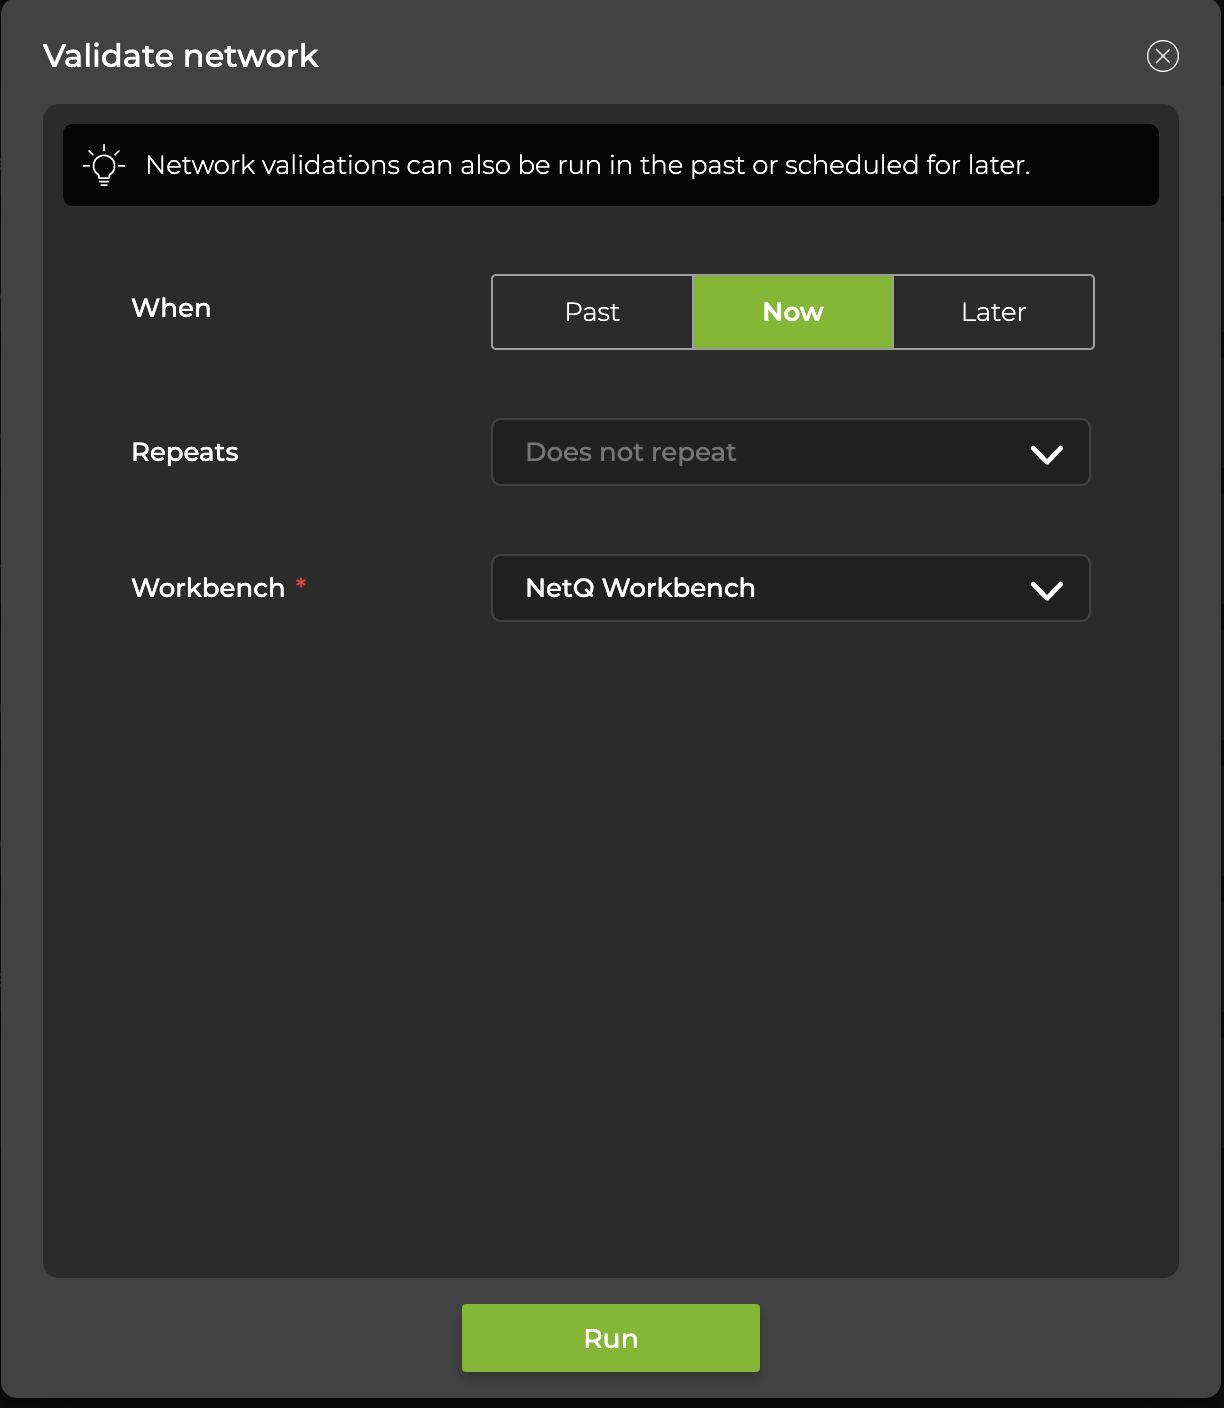 Validate network
Network validations can also be run in the past or scheduled for later.
When
Past
Now
Later
Repeats
Does not repeat
Workbench *
NetQ Workbench
Run